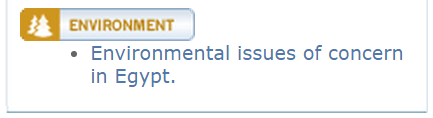 ENVIRONMENT
• Environmental issues of concern
in Egypt.